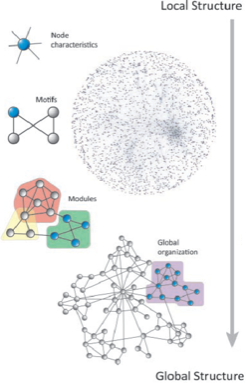 Local Structure
Node
characteristics
Motifs
Modules
Global
organization
Global Structure